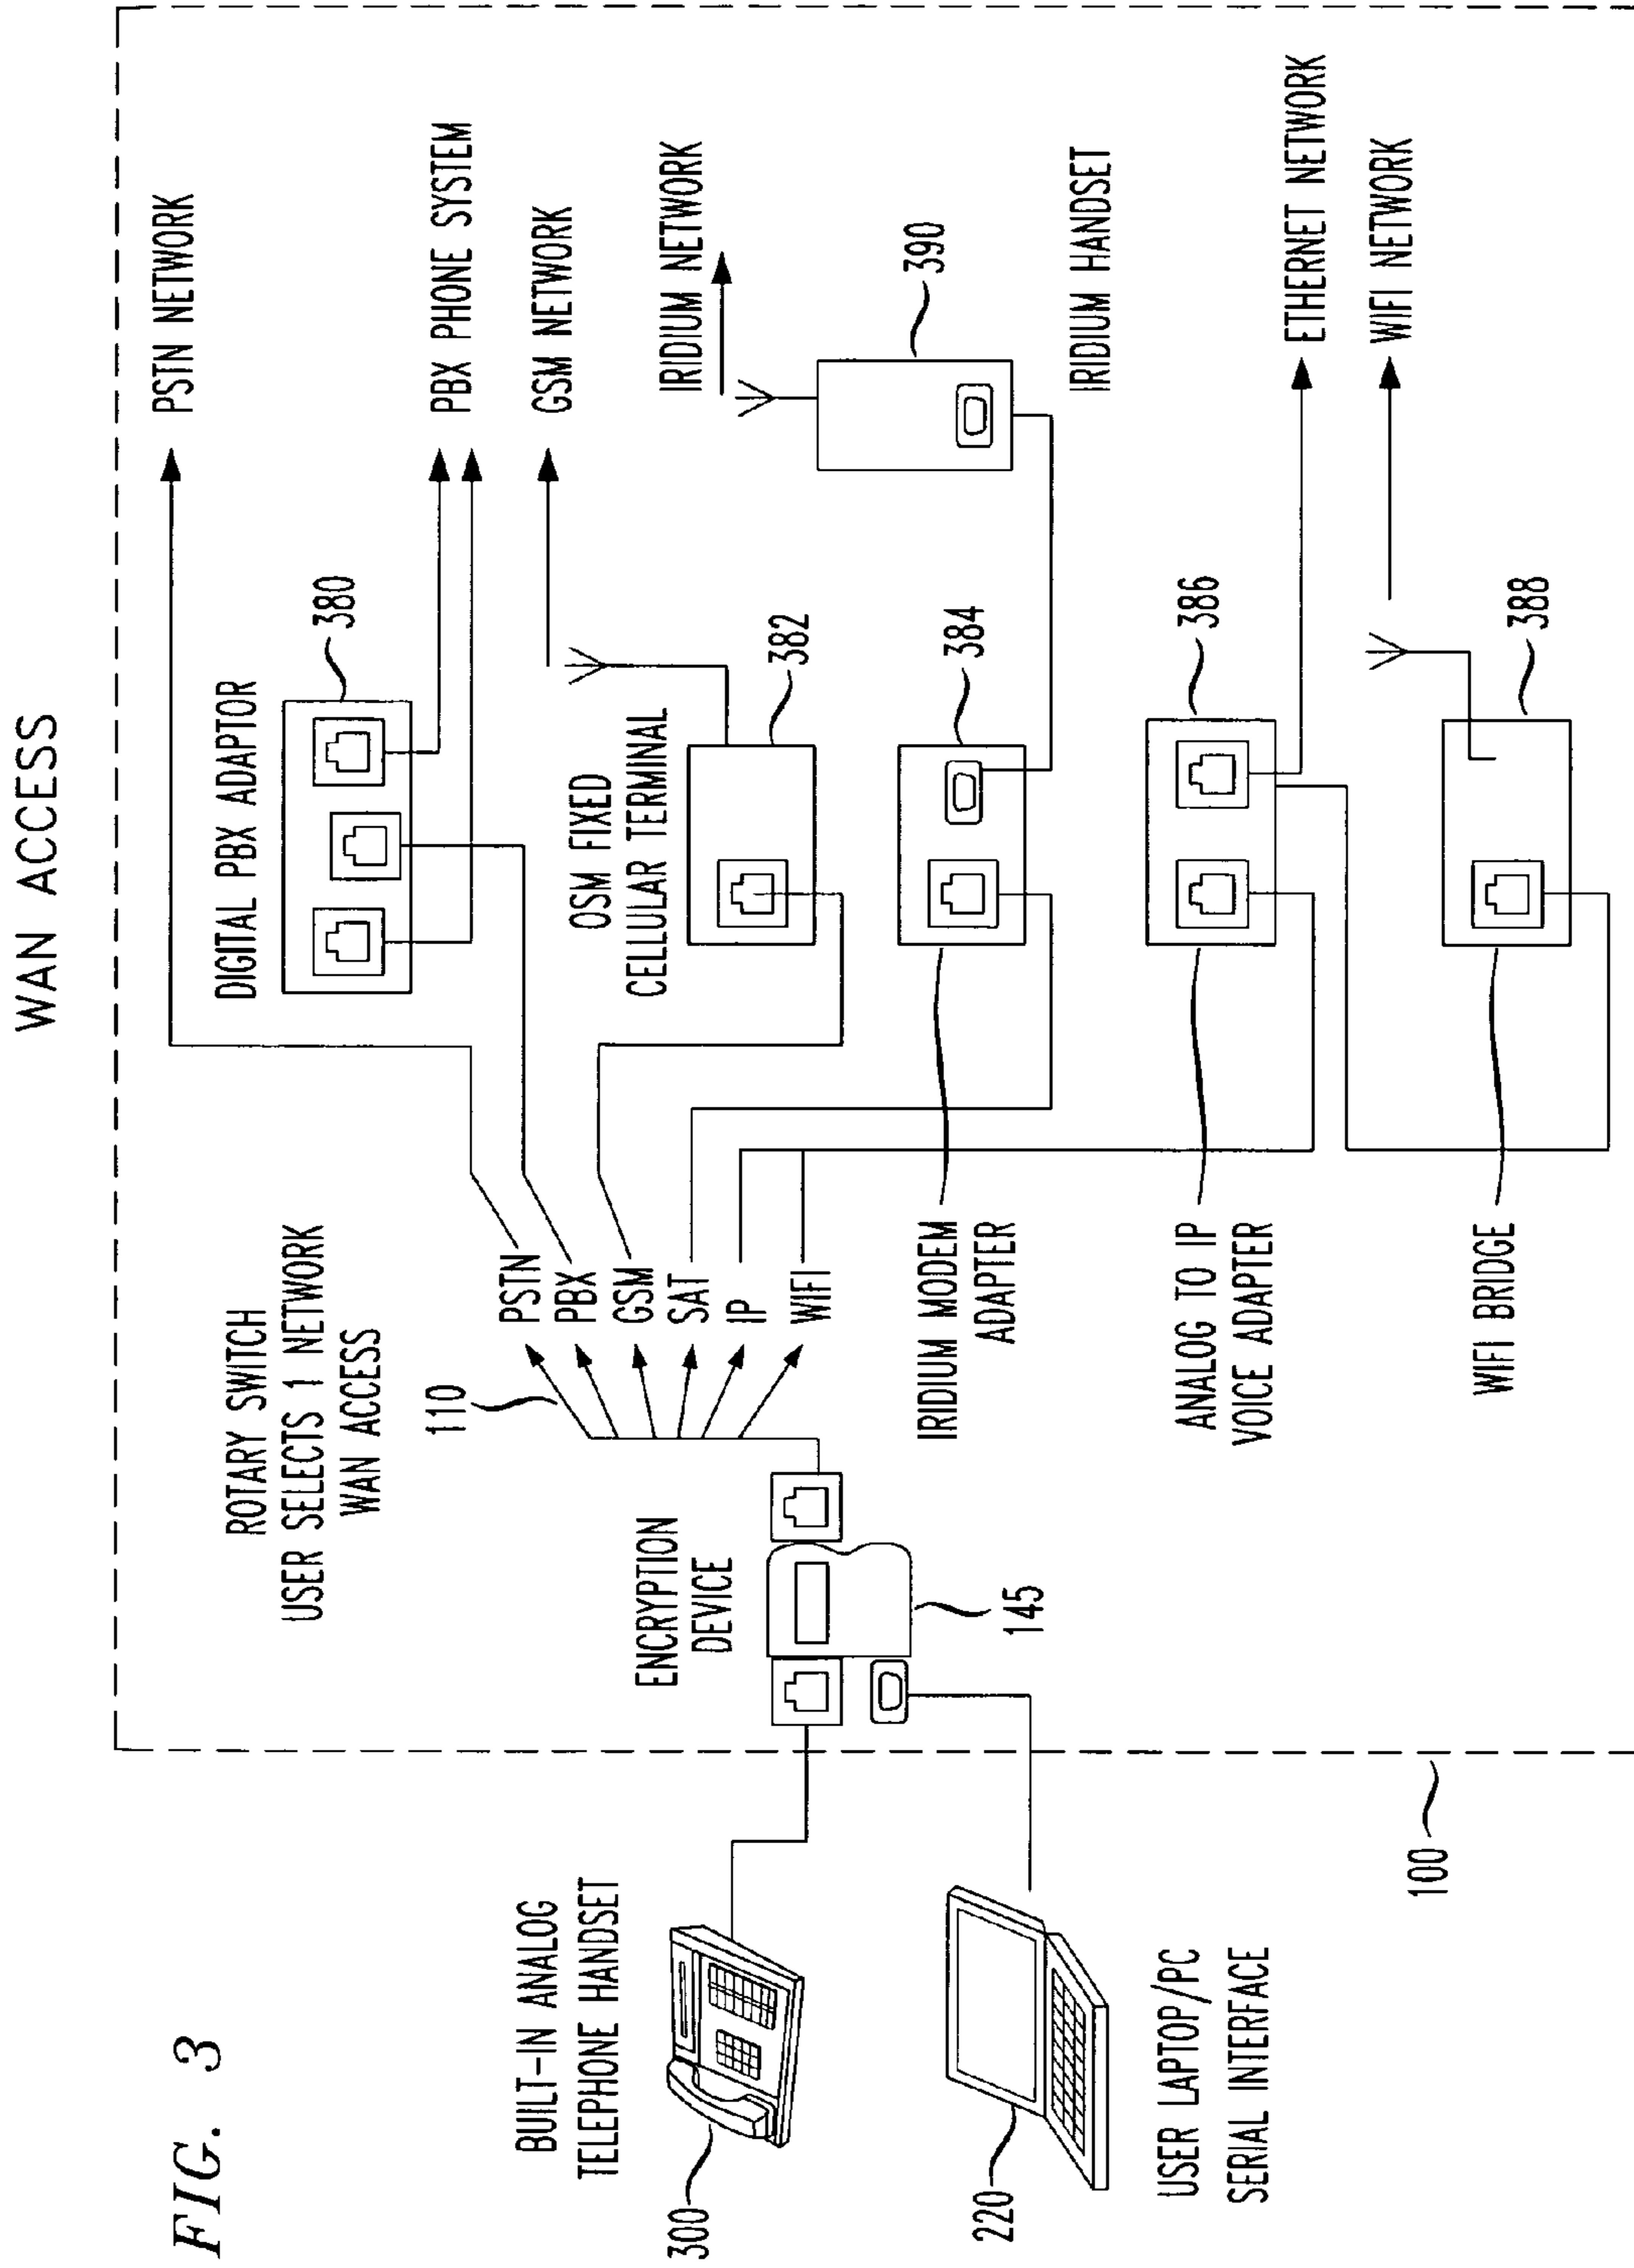 FIG. 3
WAN ACCESS
ROTARY SWITCH
USER SELECTS 1 NETWORK
WAN ACCESS
110
PSTN
PBX
GSM
SAT
IP
WIFI
PSTN NETWORK
DIGITAL PBX ADAPTOR
380
PBX PHONE SYSTEM
GSM NETWORK
OSM FIXED
CELLULAR TERMINAL
382
IRIDIUM NETWORK
390
IRIDIUM HANDSET
384
IRIDIUM MODEM
ADAPTER
386
ANALOG TO IP
VOICE ADAPTER
ETHERNET NETWORK
WIFI NETWORK
388
WIFI BRIDGE
ENCRYPTION
DEVICE
145
BUILT-IN ANALOG
TELEPHONE HANDSET
300
220
USER LAPTOP/PC
SERIAL INTERFACE
100